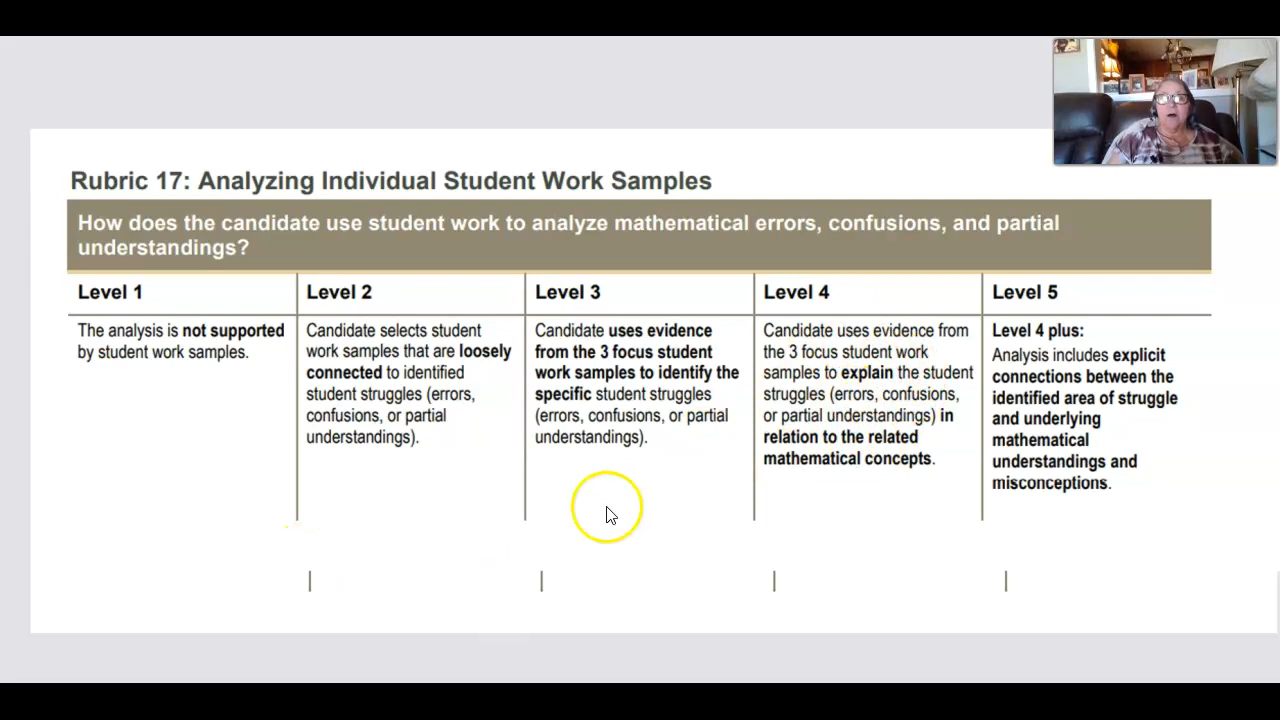 Rubric 17: Analyzing Individual Student Work Samples
How does the candidate use student work to analyze mathematical errors, confusions, and partial
understandings?
Level 1
The analysis is not supported
by student work samples.
Level 2
Candidate selects student
work samples that are loosely
connected to identified
student struggles (errors,
confusions, or partial
understandings).
Level 3
Candidate uses evidence
from the 3 focus student
work samples to identify the
specific student struggles
(errors, confusions, or partial
understandings).
Level 4
Candidate uses evidence from
the 3 focus student work
samples to explain the student
struggles (errors, confusions,
or partial understandings) in
relation to the related
mathematical concepts.
Level 5
Level 4 plus:
Analysis includes explicit
connections between the
identified area of struggle
and underlying
mathematical
understandings and
misconceptions.